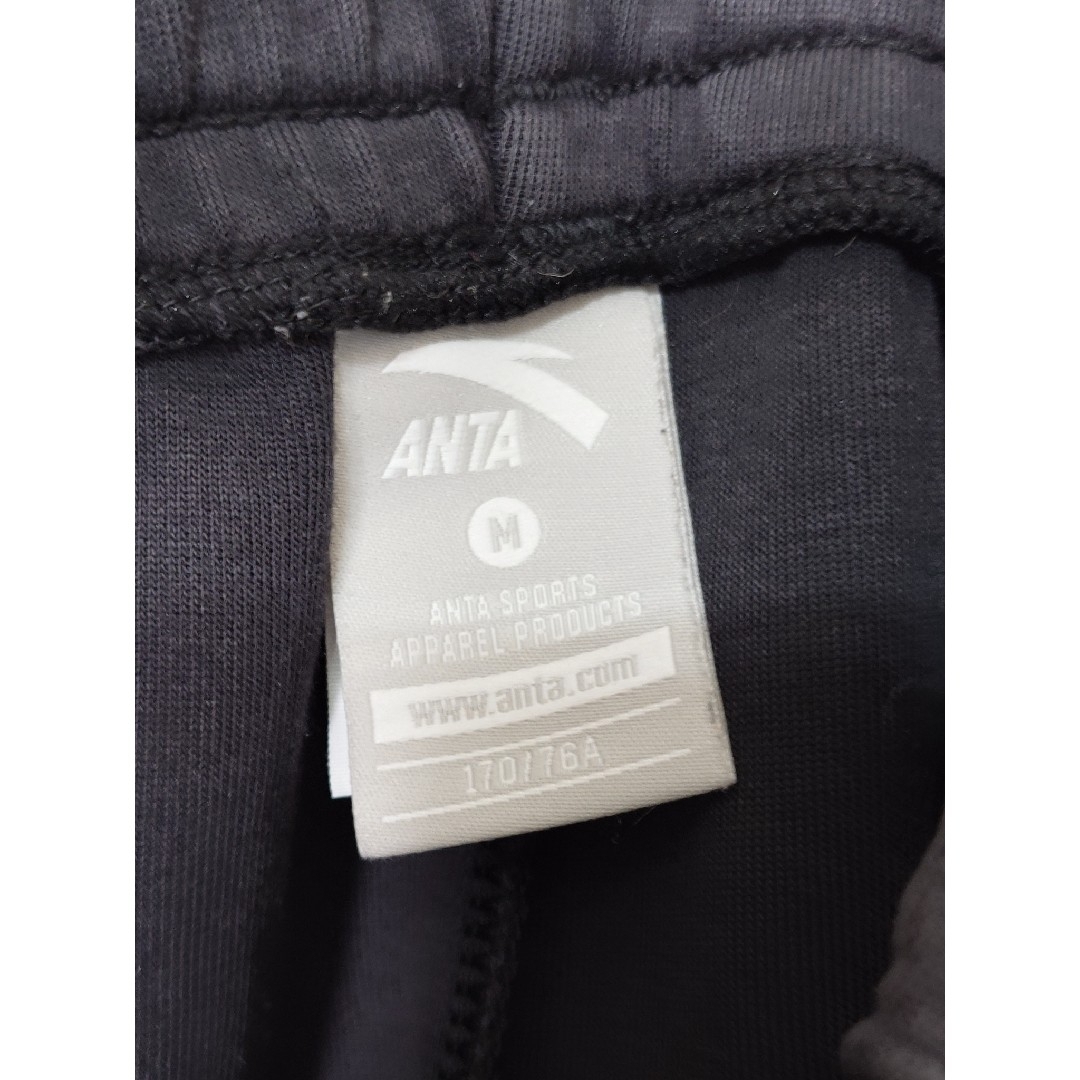 ANTA
M
ANTA SPORTS
APPAREL PRODUCTS
www.anta.com
170/76A